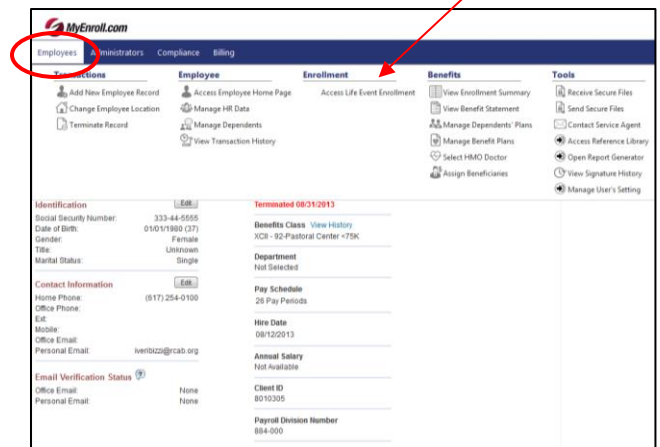 MyEnroll.com
Employees Administrators Compliance Billing
Transactions
Add New Employee Record
Change Employee Location
Terminate Record
Employee
Access Employee Home Page
Manage HR Data
Manage Dependents
View Transaction History
Enrollment
Access Life Event Enrollment
Benefits
View Enrollment Summary
View Benefit Statement
Manage Dependents' Plans
Manage Benefit Plans
Select HMO Doctor
Assign Beneficiaries
Tools
Receive Secure Files
Send Secure Files
Contact Service Agent
Access Reference Library
Open Report Generator
View Signature History
Manage User's Setting
Identification Edit
Social Security Number: 333-44-5555
Date of Birth: 01/01/1980 (37)
Gender: Female
Title: Unknown
Marital Status: Single
Contact Information Edit
Home Phone: (617) 254-0100
Office Phone:
Ext:
Mobile:
Office Email:
Personal Email: iveribizzi@rcab.org
Email Verification Status ?
Office Email: None
Personal Email: None
Terminated 08/31/2013
Benefits Class View History
XCII - 92-Pastoral Center <75K
Department
Not Selected
Pay Schedule
26 Pay Periods
Hire Date
08/12/2013
Annual Salary
Not Available
Client ID
8010305
Payroll Division Number
884-000